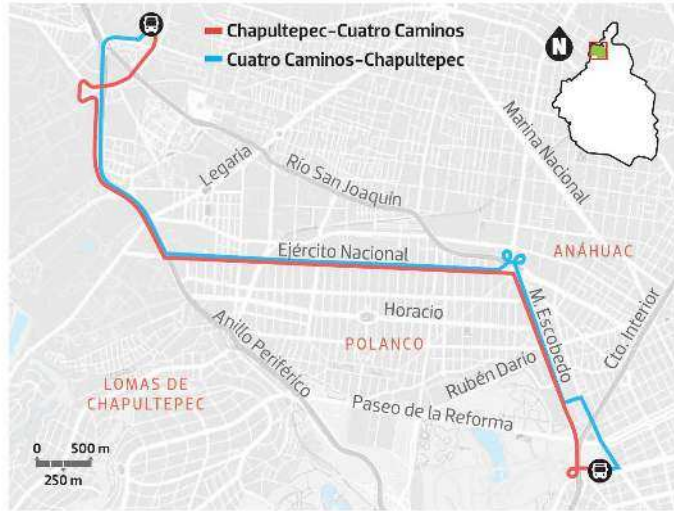 Chapultepec–Cuatro Caminos
Cuatro Caminos–Chapultepec
N
Marina Nacional
Legaria
Río San Joaquín
Ejército Nacional
ANÁHUAC
M. Escobedo
Cto. Interior
Horacio
Anillo Periférico
POLANCO
Rubén Darío
LOMAS DE
CHAPULTEPEC
Paseo de la Reforma
0 500 m
250 m